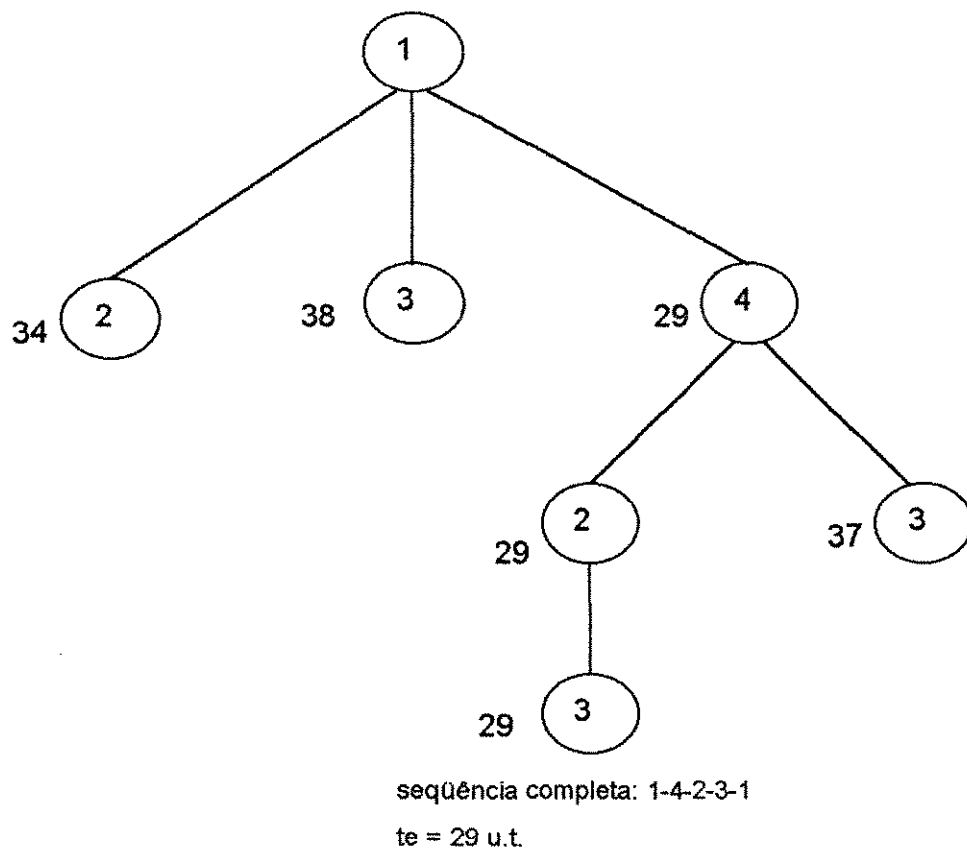 1
34 2 38 3 29 4
29 2 37 3
29 3
seqüência completa: 1-4-2-3-1
te = 29 u.t.